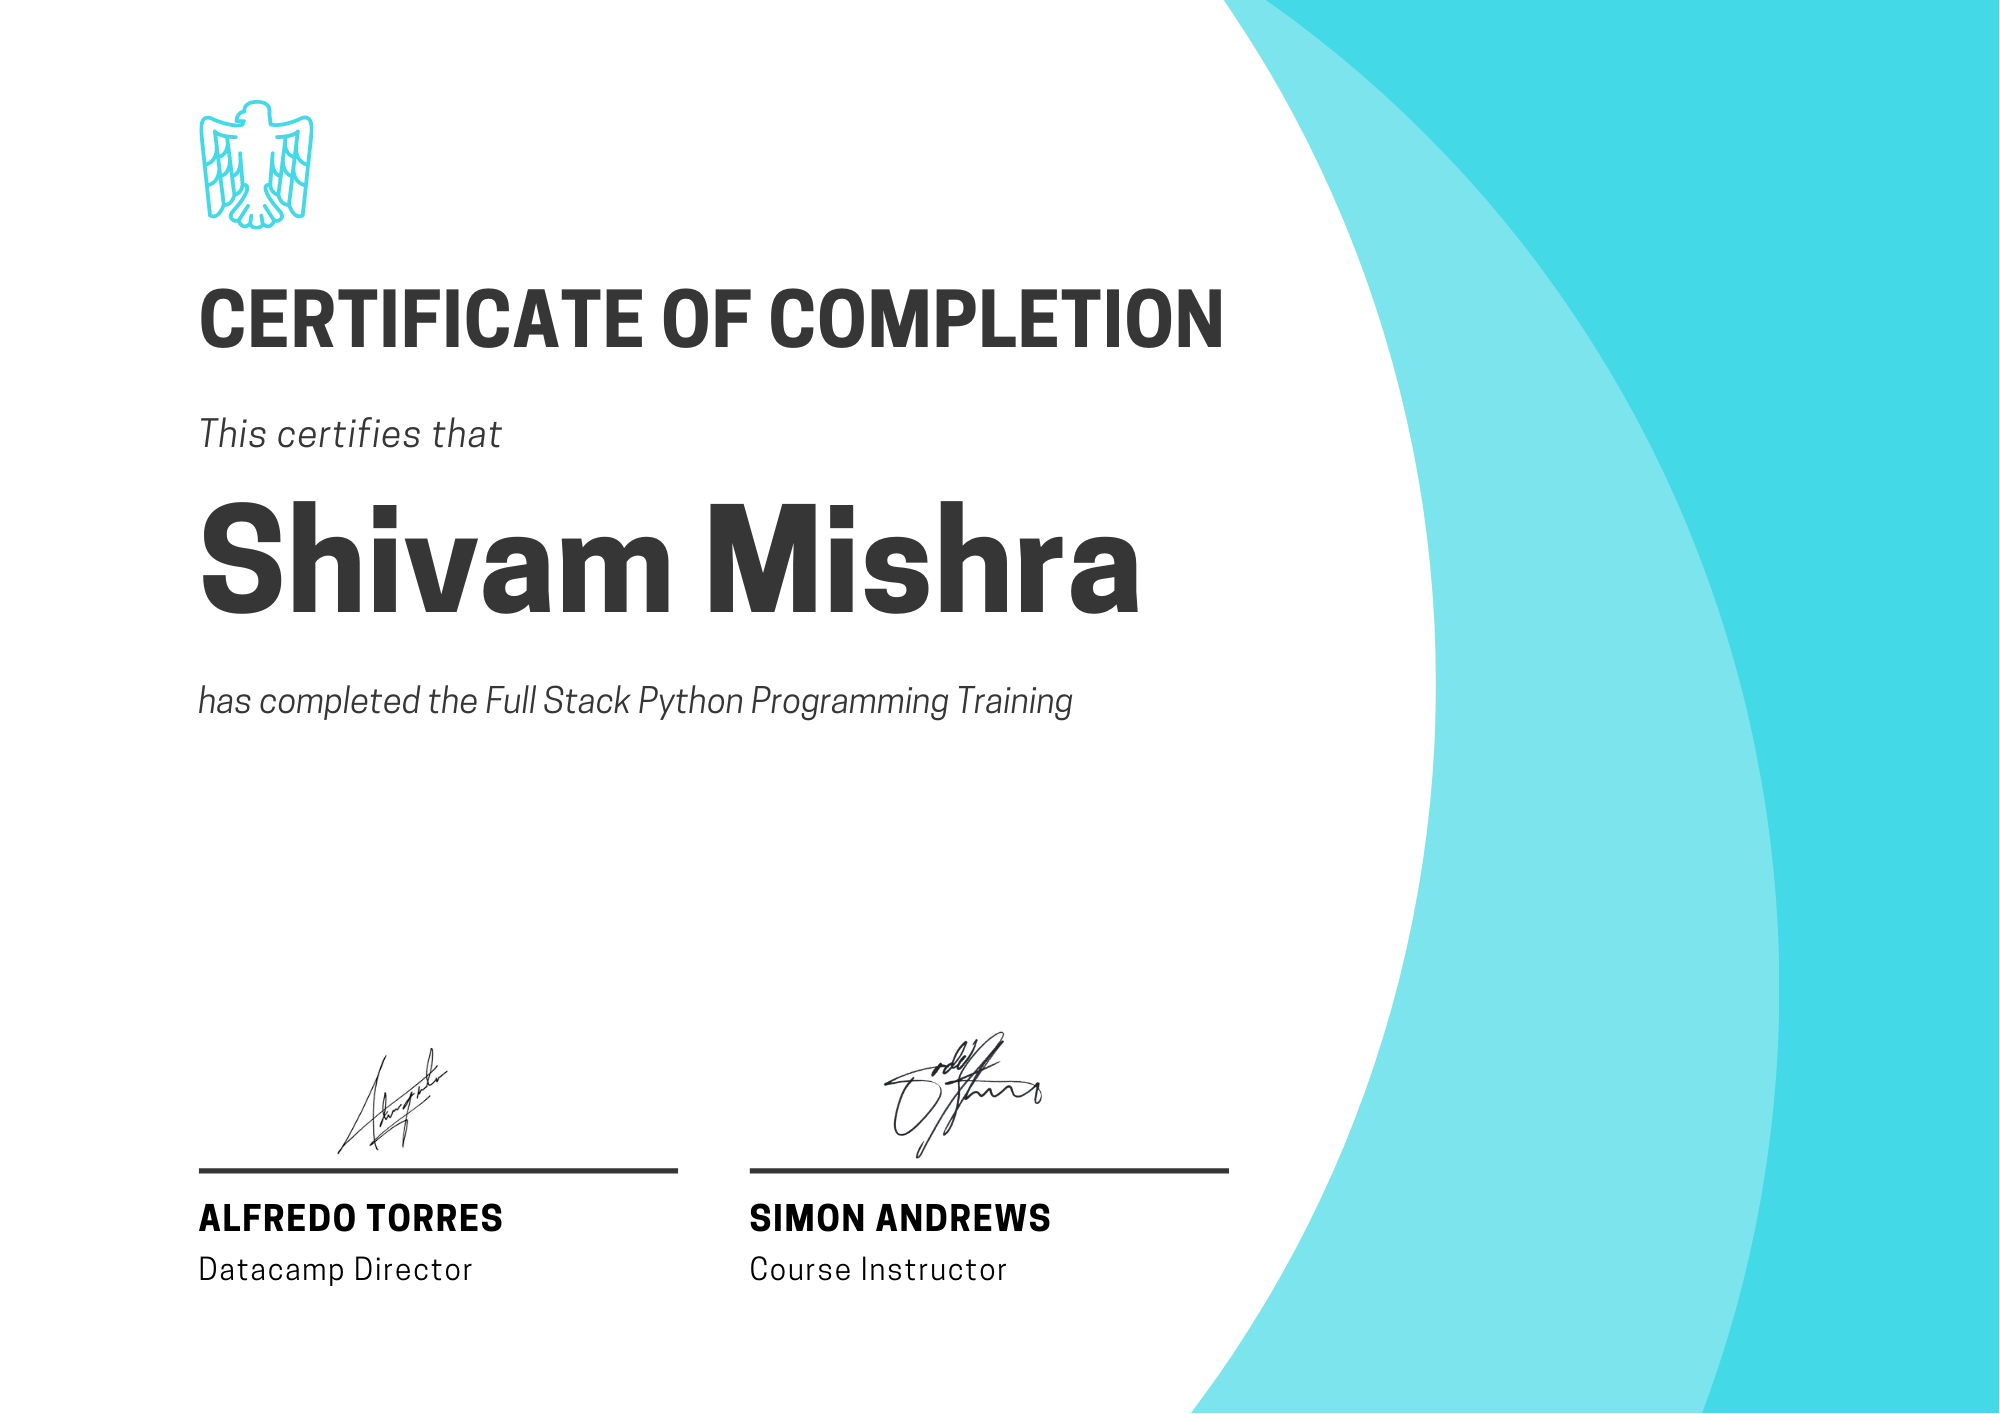 CERTIFICATE OF COMPLETION
This certifies that
Shivam Mishra
has completed the Full Stack Python Programming Training
ALFREDO TORRES
Datacamp Director
SIMON ANDREWS
Course Instructor